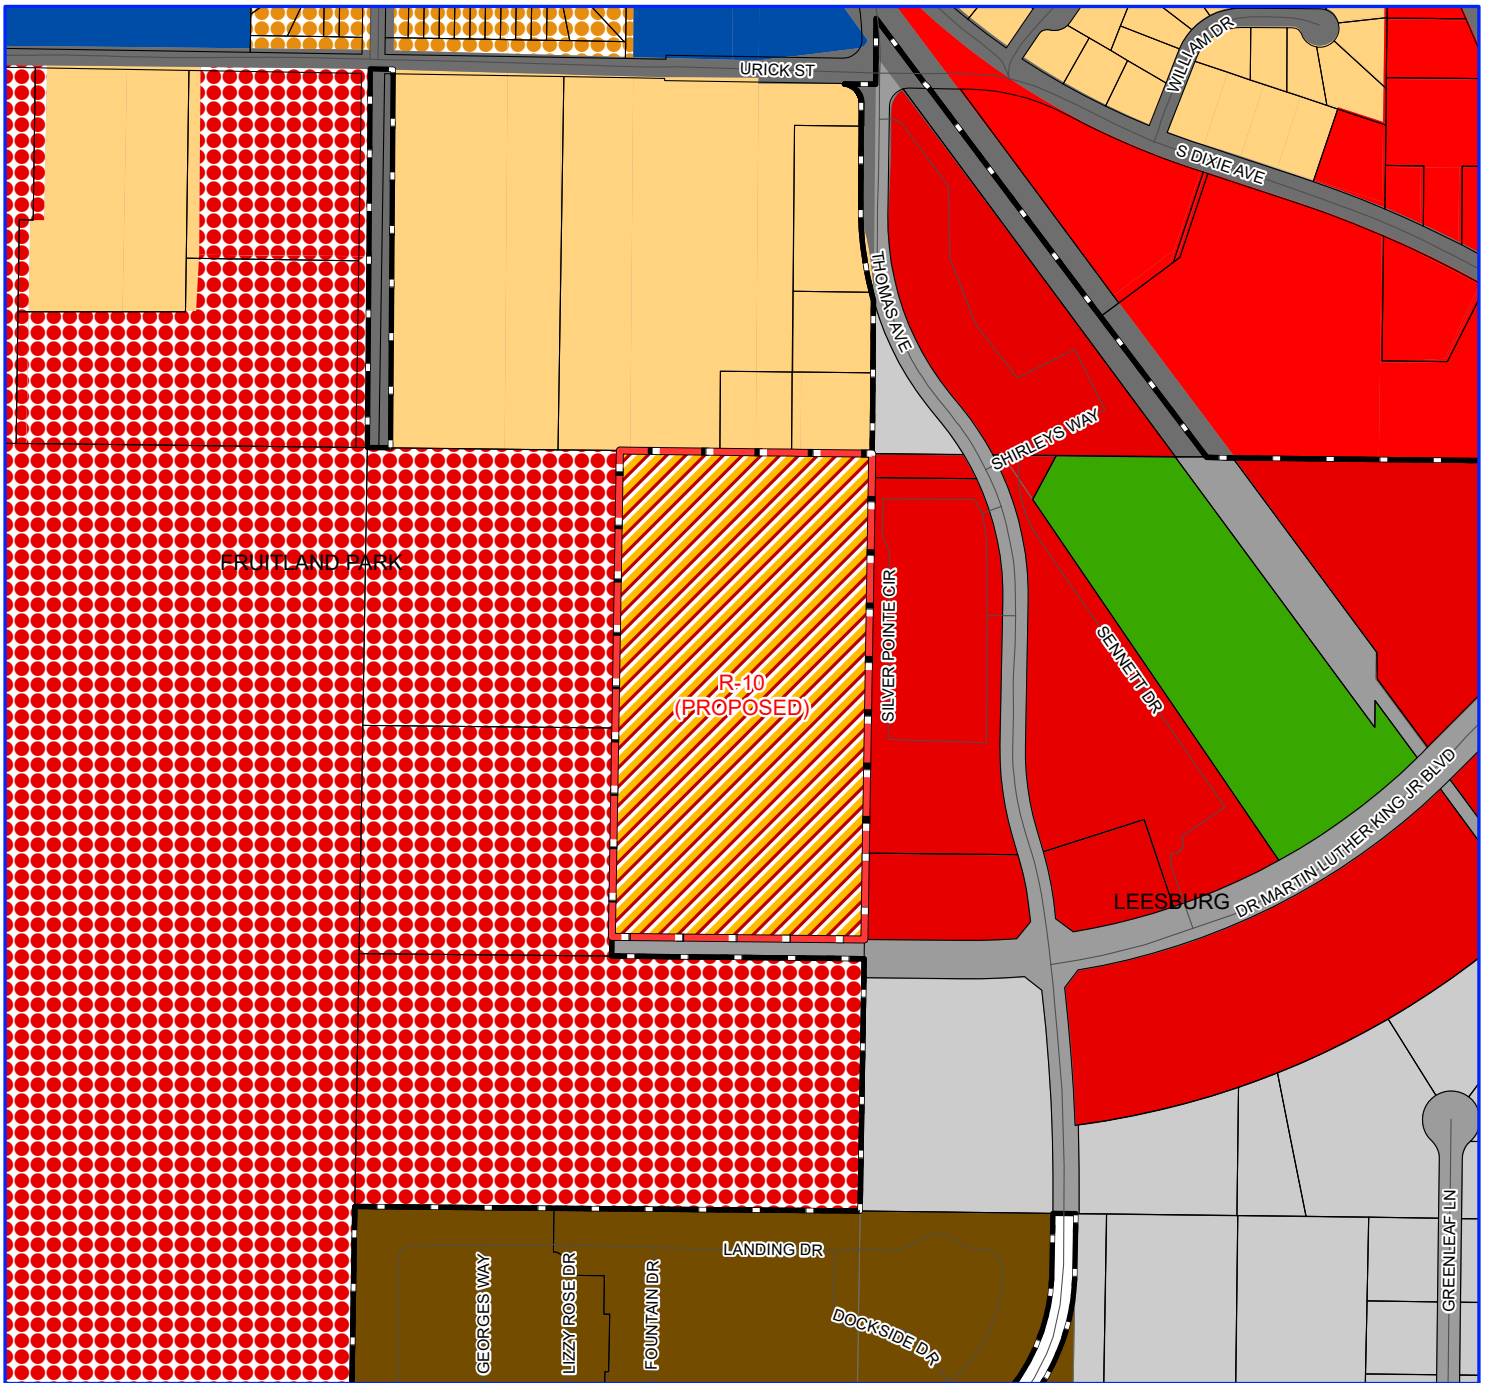 WILLIAM DR
URICK ST
S DIXIE AVE
THOMAS AVE
SHIRLEYS WAY
FRUITLAND PARK
SILVER POINTE CIR
SENNETT DR
R-10
(PROPOSED)
DR MARTIN LUTHER KING JR BLVD
LEESBURG
LANDING DR
GREENLEAF LN
GEORGES WAY
LIZZY ROSE DR
FOUNTAIN DR
DOCKSIDE DR